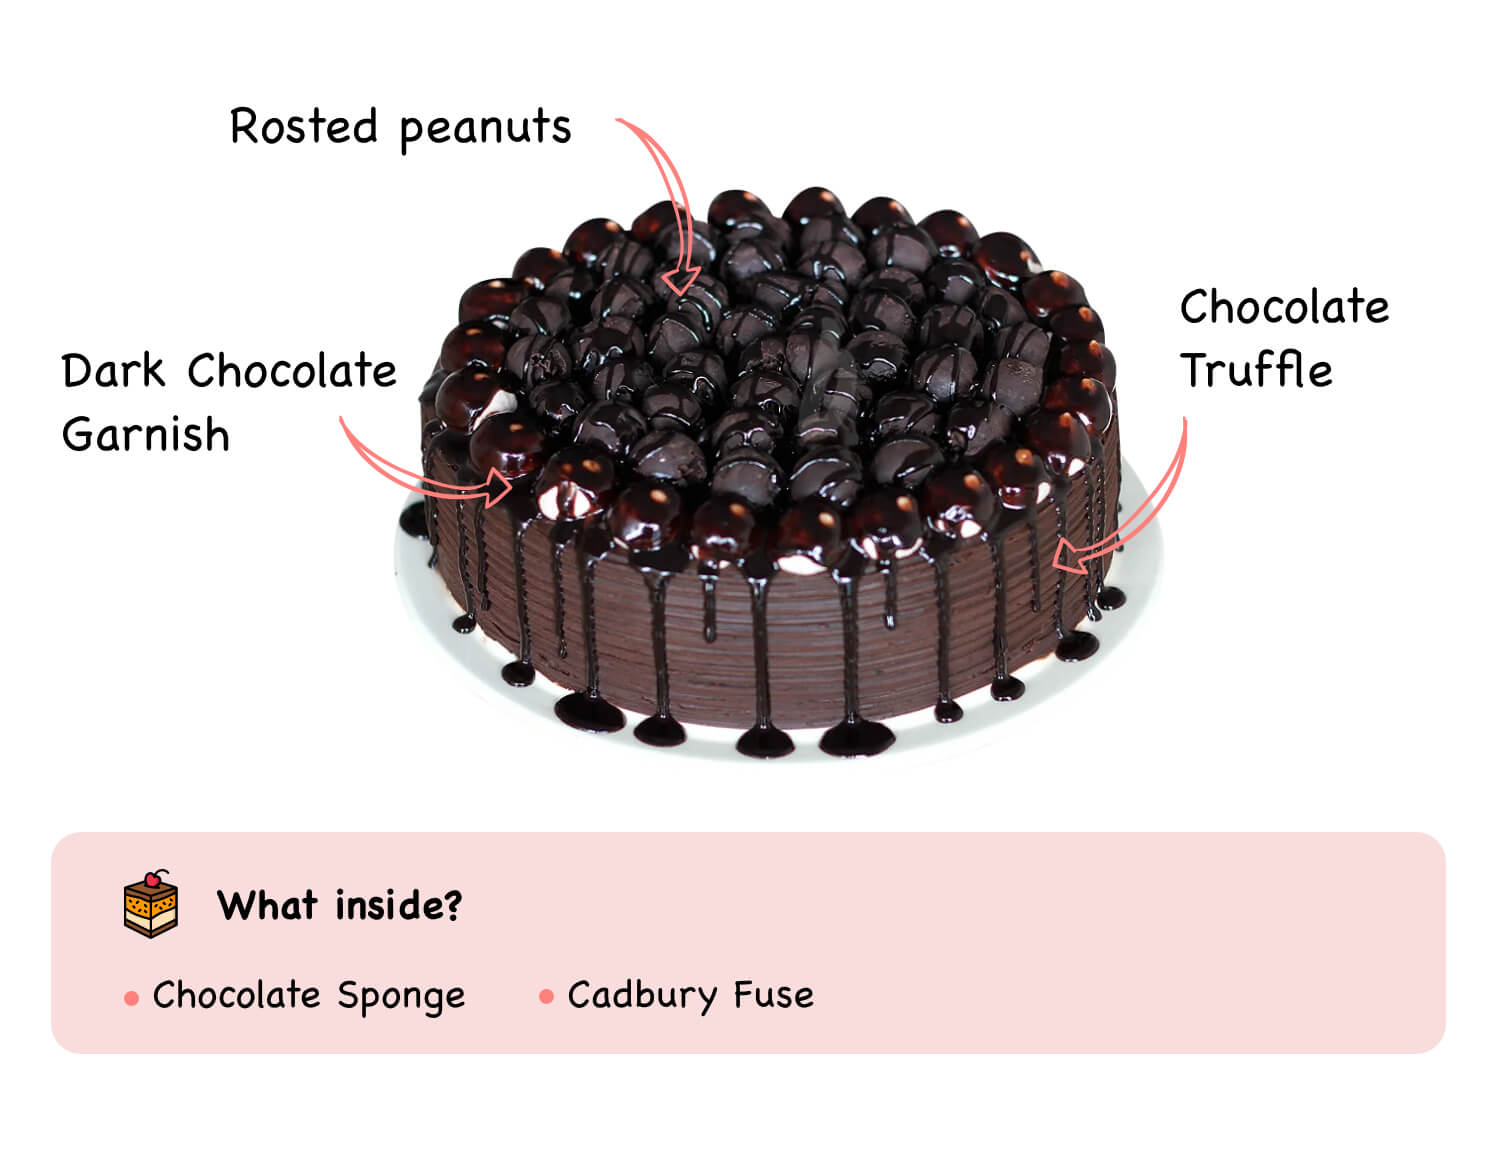 Rosted peanuts
Dark Chocolate
Garnish
Chocolate
Truffle
What inside?
Chocolate Sponge
Cadbury Fuse